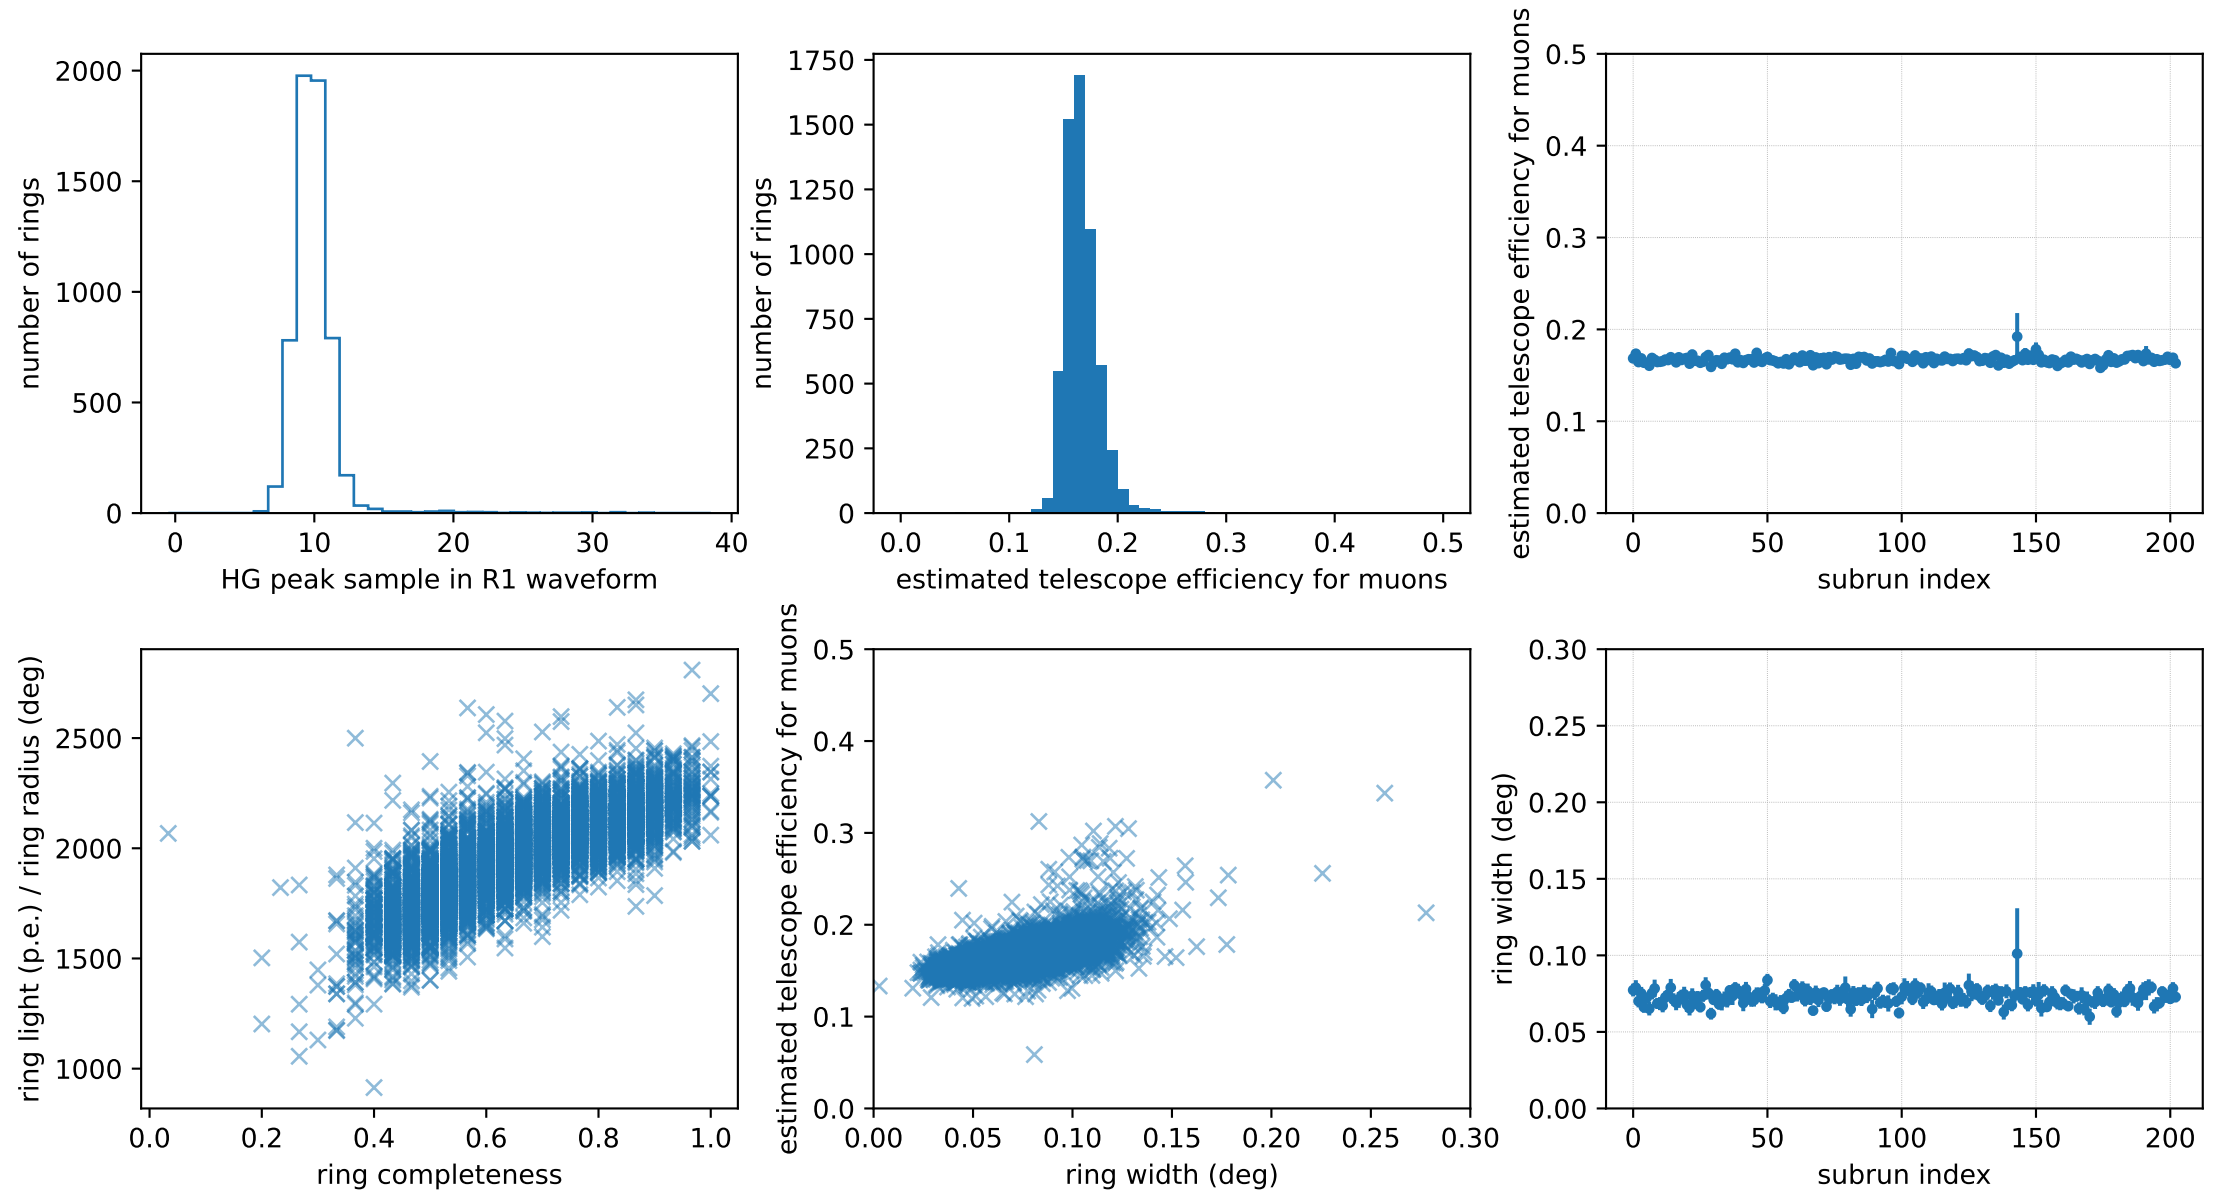 2000
1500
1000
500
0
number of rings
0 10 20 30 40
HG peak sample in R1 waveform
1750
1500
1250
1000
750
500
250
0
number of rings
0.0 0.1 0.2 0.3 0.4 0.5
estimated telescope efficiency for muons
0.5
0.4
0.3
0.2
0.1
0.0
estimated telescope efficiency for muons
0 50 100 150 200
subrun index
2500
2000
1500
1000
ring light (p.e.) / ring radius (deg)
0.0 0.2 0.4 0.6 0.8 1.0
ring completeness
0.5
0.4
0.3
0.2
0.1
0.0
estimated telescope efficiency for muons
0.00 0.05 0.10 0.15 0.20 0.25 0.30
ring width (deg)
0.30
0.25
0.20
0.15
0.10
0.05
0.00
ring width (deg)
0 50 100 150 200
subrun index